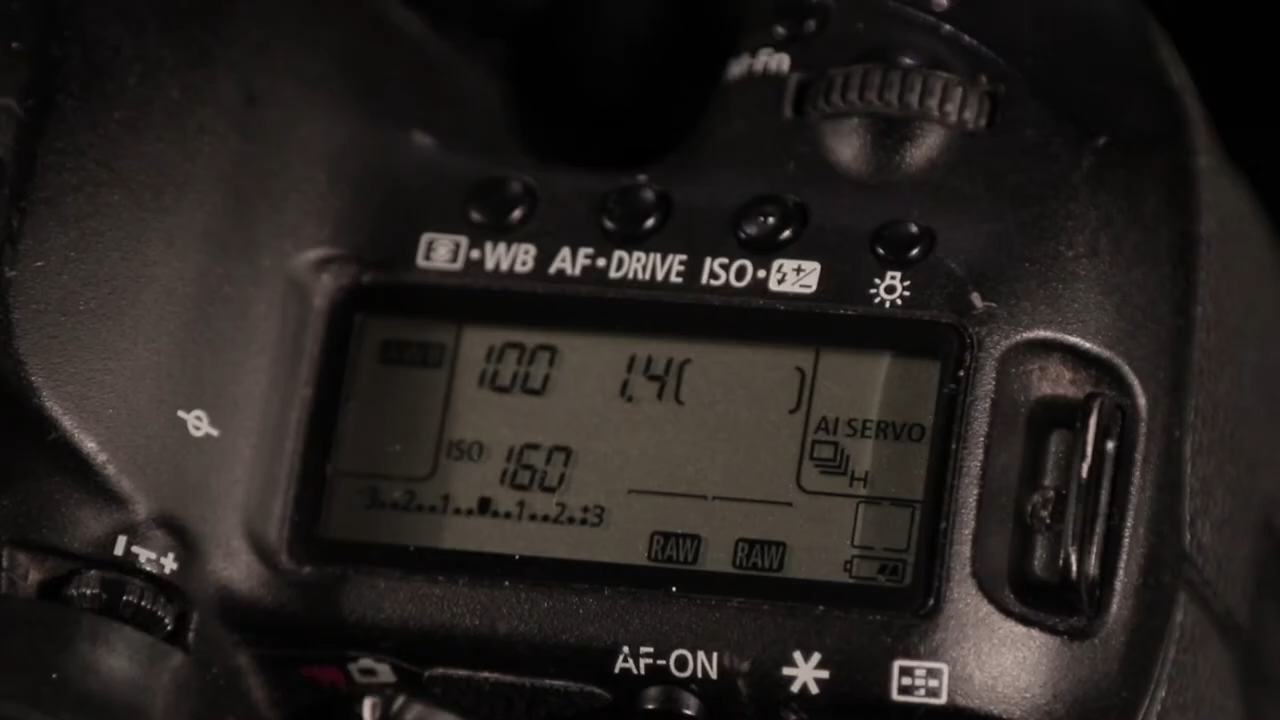 M-Fn
WB AF•DRIVE ISO•
100 1.4( )
AI SERVO
ISO 160
H
3..2..1....1..2..:3
RAW RAW
AF-ON